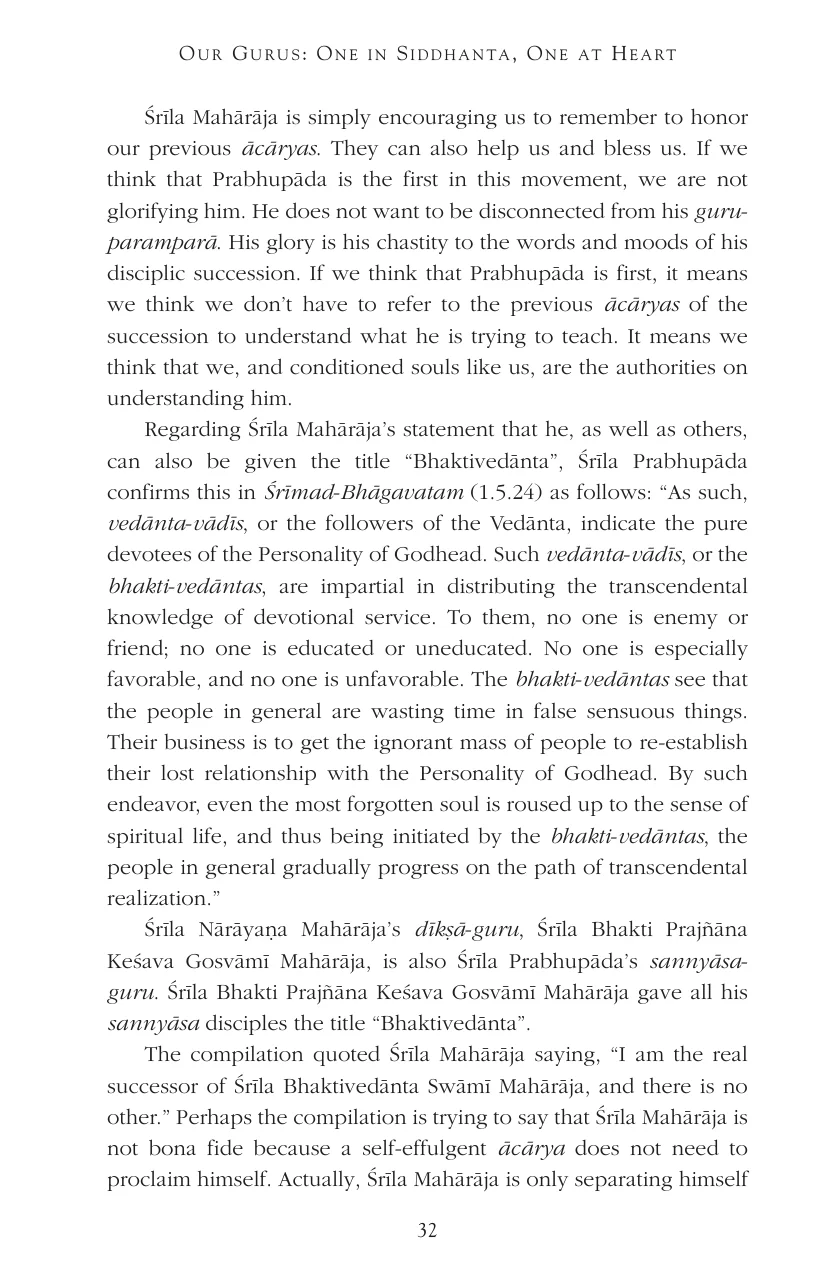 OUR GURUS: ONE IN SIDDHANTA, ONE AT HEART
Śrīla Mahārāja is simply encouraging us to remember to honor
our previous ācāryas. They can also help us and bless us. If we
think that Prabhupāda is the first in this movement, we are not
glorifying him. He does not want to be disconnected from his guru-
paramparā. His glory is his chastity to the words and moods of his
disciplic succession. If we think that Prabhupāda is first, it means
we think we don’t have to refer to the previous ācāryas of the
succession to understand what he is trying to teach. It means we
think that we, and conditioned souls like us, are the authorities on
understanding him.
Regarding Śrīla Mahārāja’s statement that he, as well as others,
can also be given the title “Bhaktivedānta”, Śrīla Prabhupāda
confirms this in Śrīmad-Bhāgavatam (1.5.24) as follows: “As such,
vedānta-vādīs, or the followers of the Vedānta, indicate the pure
devotees of the Personality of Godhead. Such vedānta-vādīs, or the
bhakti-vedāntas, are impartial in distributing the transcendental
knowledge of devotional service. To them, no one is enemy or
friend; no one is educated or uneducated. No one is especially
favorable, and no one is unfavorable. The bhakti-vedāntas see that
the people in general are wasting time in false sensuous things.
Their business is to get the ignorant mass of people to re-establish
their lost relationship with the Personality of Godhead. By such
endeavor, even the most forgotten soul is roused up to the sense of
spiritual life, and thus being initiated by the bhakti-vedāntas, the
people in general gradually progress on the path of transcendental
realization.”
Śrīla Nārāyaṇa Mahārāja’s dīkṣā-guru, Śrīla Bhakti Prajñāna
Keśava Gosvāmī Mahārāja, is also Śrīla Prabhupāda’s sannyāsa-
guru. Śrīla Bhakti Prajñāna Keśava Gosvāmī Mahārāja gave all his
sannyāsa disciples the title “Bhaktivedānta”.
The compilation quoted Śrīla Mahārāja saying, “I am the real
successor of Śrīla Bhaktivedānta Swāmī Mahārāja, and there is no
other.” Perhaps the compilation is trying to say that Śrīla Mahārāja is
not bona fide because a self-effulgent ācārya does not need to
proclaim himself. Actually, Śrīla Mahārāja is only separating himself
32